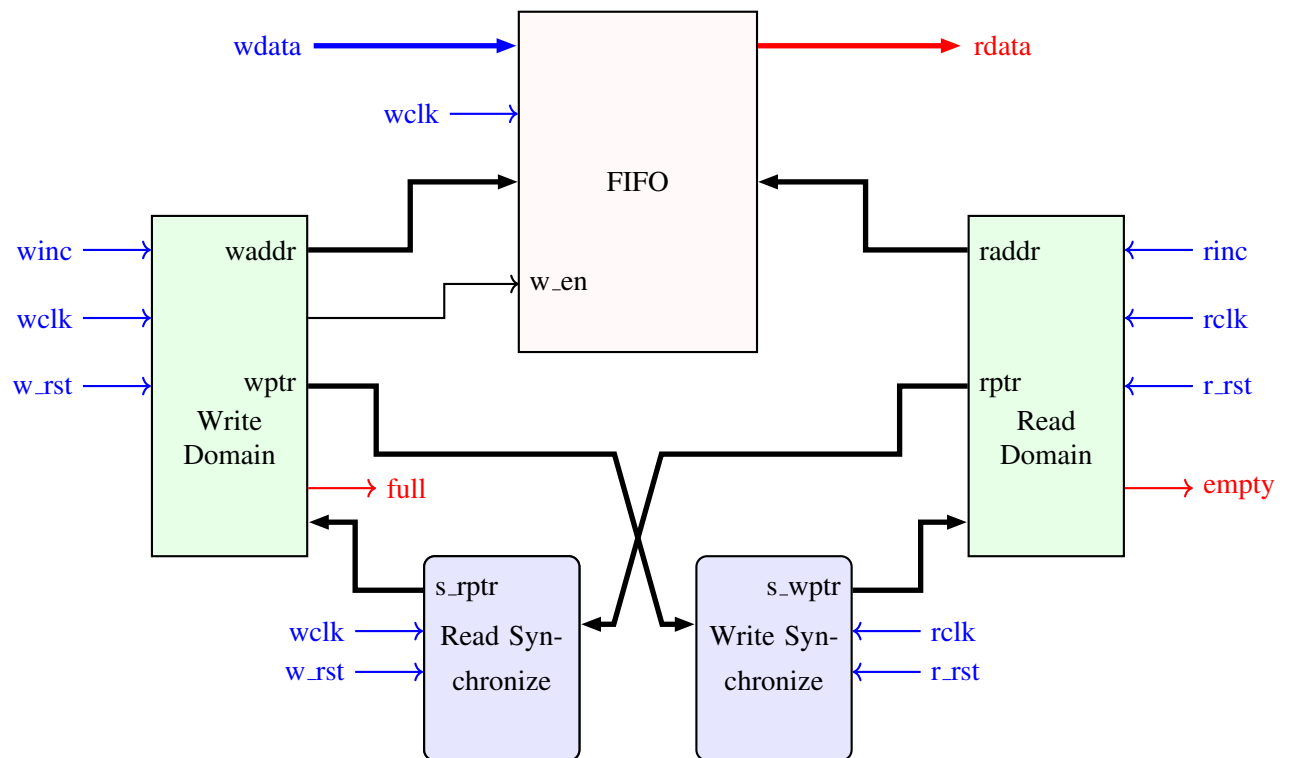 wdata
rdata
wclk
FIFO
winc
waddr
raddr
rinc
w_en
wclk
rclk
w_rst
wptr
rptr
r_rst
Write
Domain
Read
Domain
full
empty
s_rptr
s_wptr
wclk
Read Syn-
chronize
Write Syn-
chronize
rclk
w_rst
r_rst